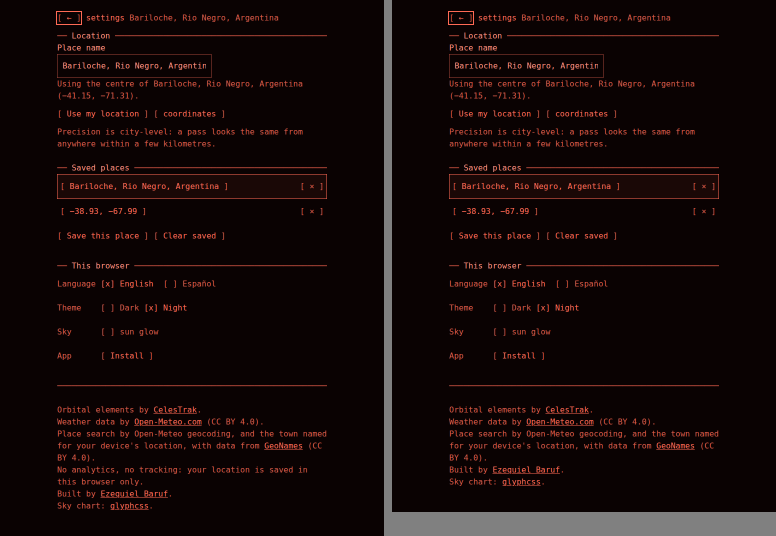 [ ← ] settings Bariloche, Rio Negro, Argentina
Location
Place name
Bariloche, Rio Negro, Argentin
Using the centre of Bariloche, Rio Negro, Argentina
(−41.15, −71.31).
[ Use my location ] [ coordinates ]
Precision is city-level: a pass looks the same from
anywhere within a few kilometres.
Saved places
[ Bariloche, Rio Negro, Argentina ] [ × ]
[ −38.93, −67.99 ] [ × ]
[ Save this place ] [ Clear saved ]
This browser
Language [x] English [ ] Español
Theme [ ] Dark [x] Night
Sky [ ] sun glow
App [ Install ]
Orbital elements by CelesTrak.
Weather data by Open-Meteo.com (CC BY 4.0).
Place search by Open-Meteo geocoding, and the town named
for your device's location, with data from GeoNames (CC
BY 4.0).
No analytics, no tracking: your location is saved in
this browser only.
Built by Ezequiel Baruf.
Sky chart: glyphcss.
[ ← ] settings Bariloche, Rio Negro, Argentina
Location
Place name
Bariloche, Rio Negro, Argentin
Using the centre of Bariloche, Rio Negro, Argentina
(−41.15, −71.31).
[ Use my location ] [ coordinates ]
Precision is city-level: a pass looks the same from
anywhere within a few kilometres.
Saved places
[ Bariloche, Rio Negro, Argentina ] [ × ]
[ −38.93, −67.99 ] [ × ]
[ Save this place ] [ Clear saved ]
This browser
Language [x] English [ ] Español
Theme [ ] Dark [x] Night
Sky [ ] sun glow
App [ Install ]
Orbital elements by CelesTrak.
Weather data by Open-Meteo.com (CC BY 4.0).
Place search by Open-Meteo geocoding, and the town named
for your device's location, with data from GeoNames (CC
BY 4.0).
Built by Ezequiel Baruf.
Sky chart: glyphcss.